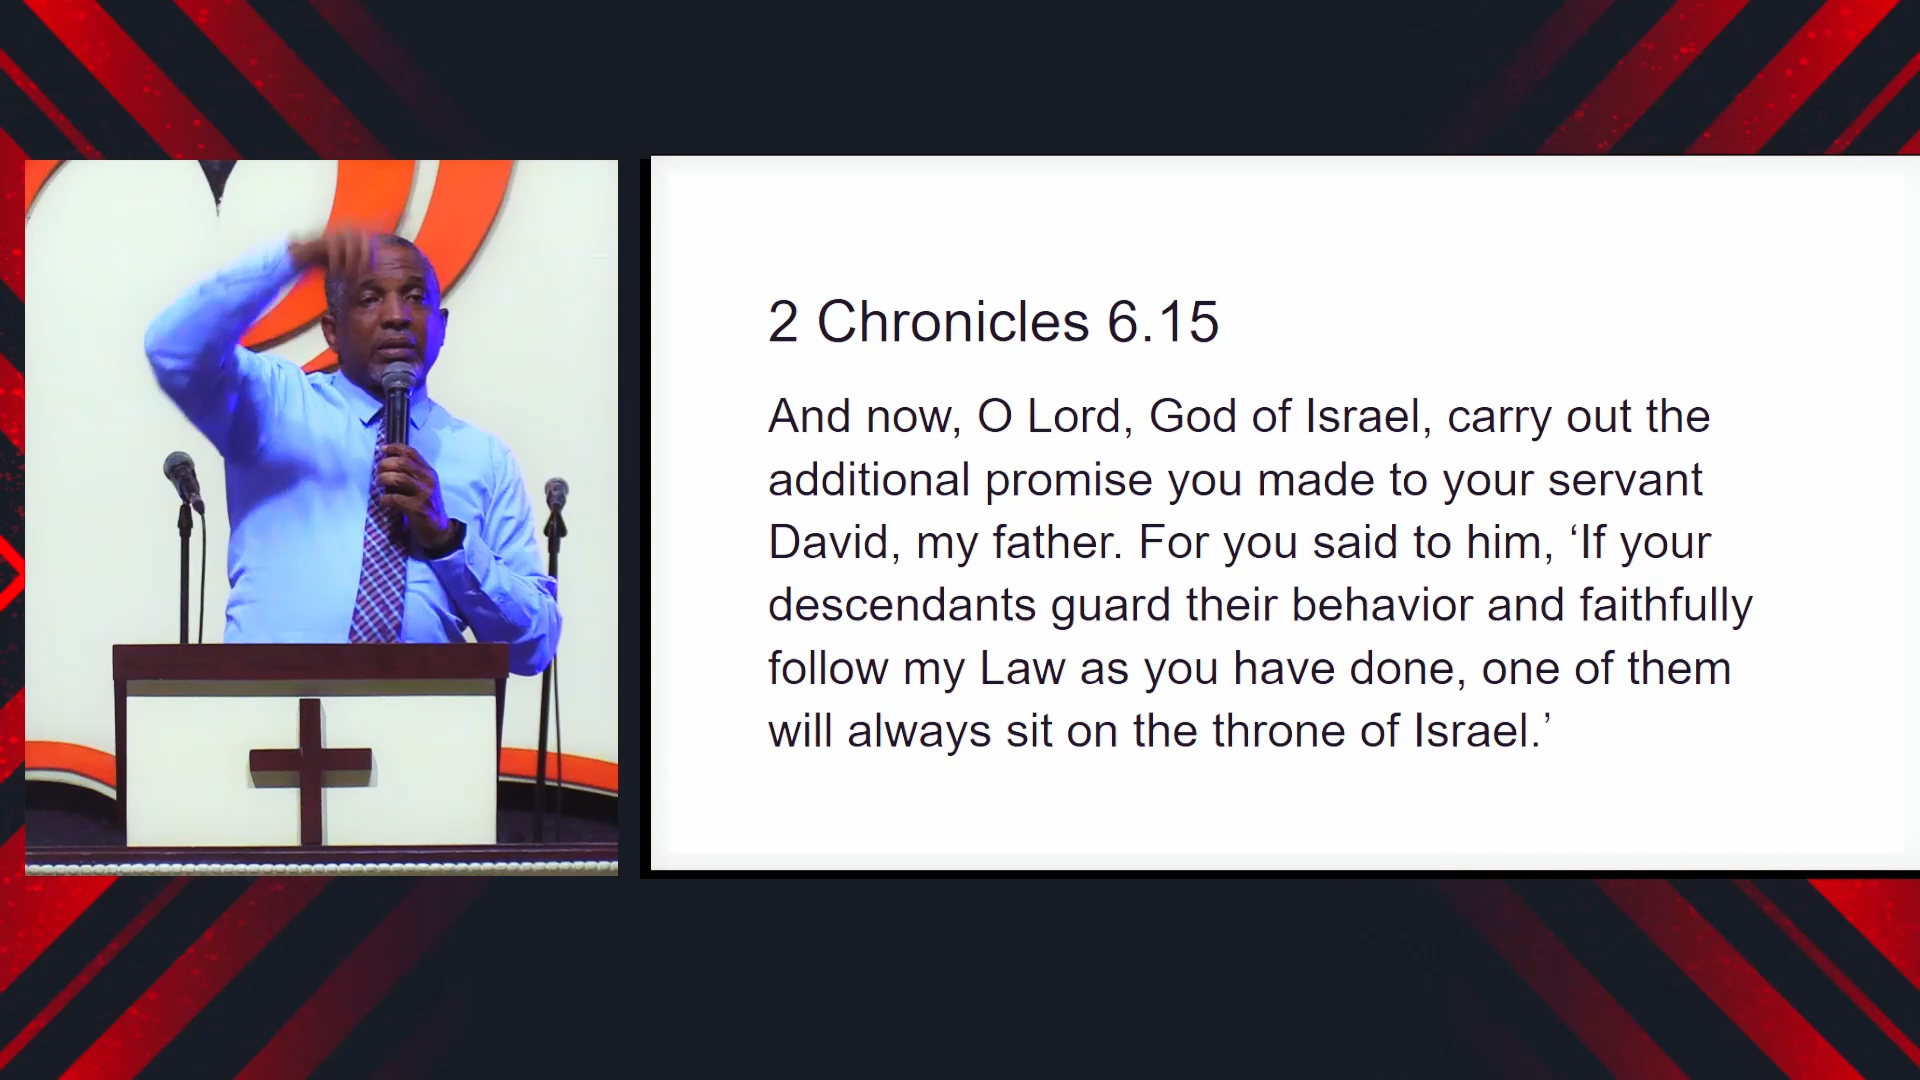 2 Chronicles 6.15
And now, O Lord, God of Israel, carry out the
additional promise you made to your servant
David, my father. For you said to him, ‘If your
descendants guard their behavior and faithfully
follow my Law as you have done, one of them
will always sit on the throne of Israel.’